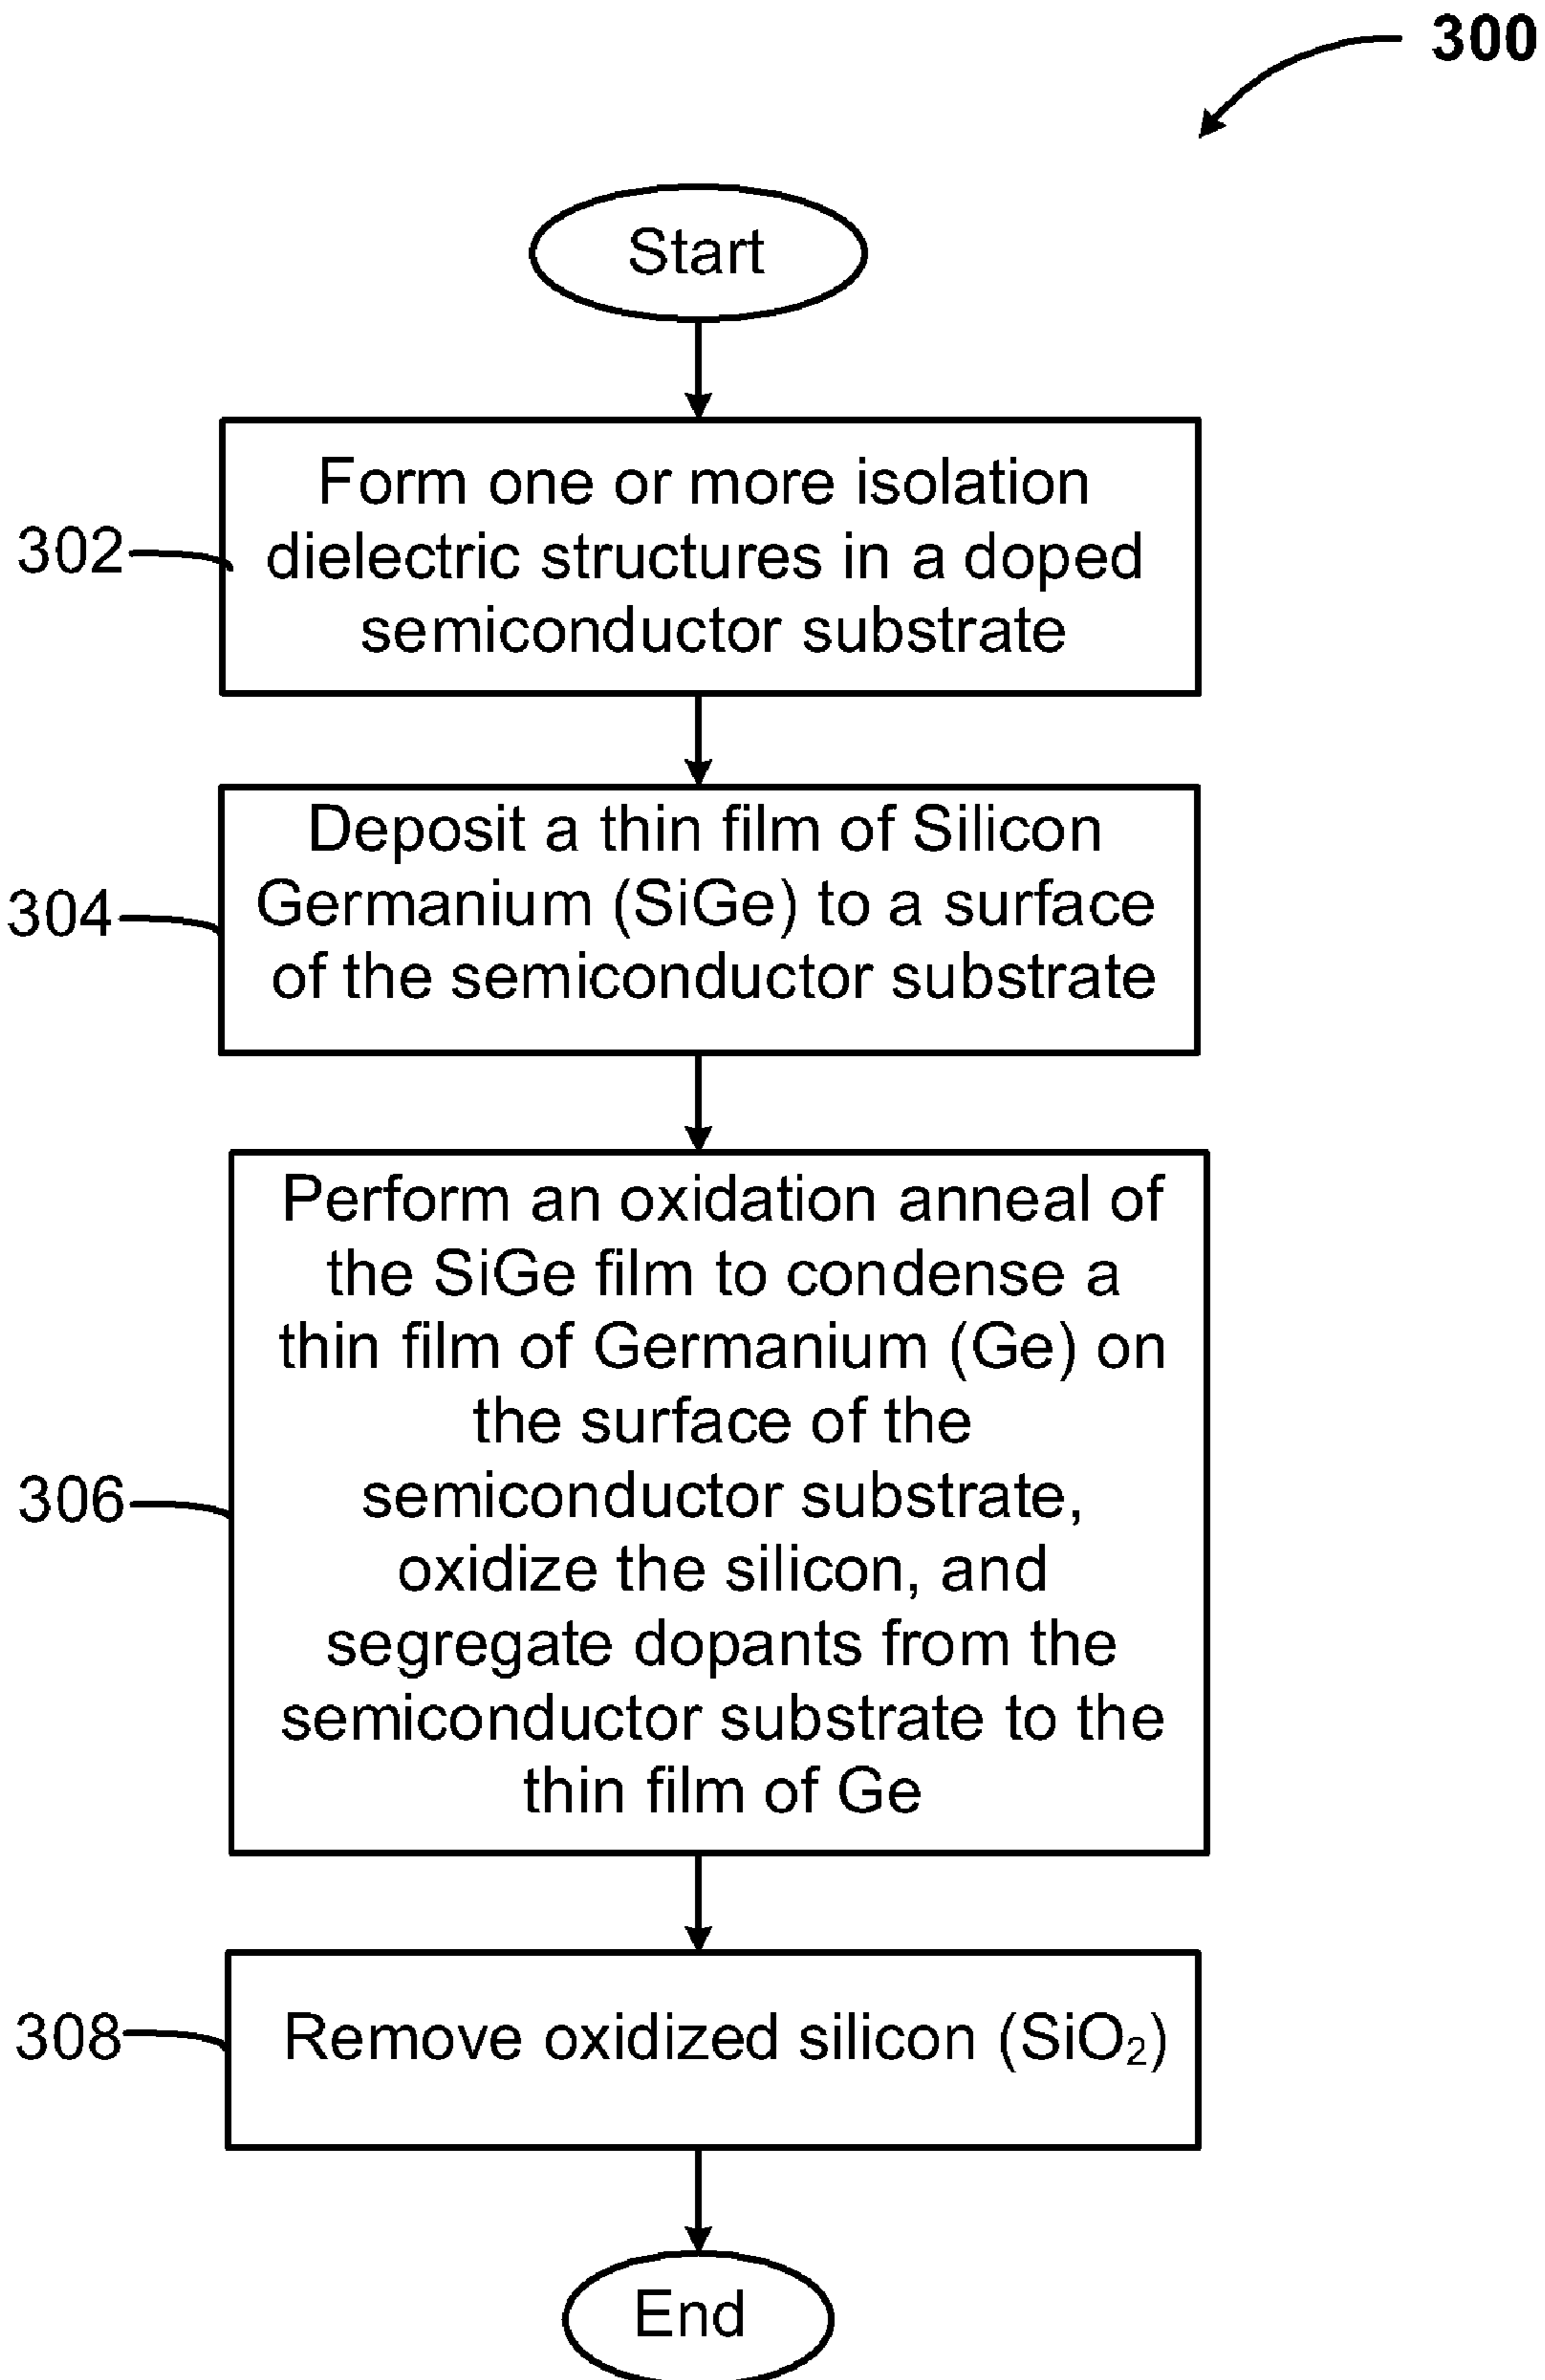 300
Start
302
Form one or more isolation
dielectric structures in a doped
semiconductor substrate
304
Deposit a thin film of Silicon
Germanium (SiGe) to a surface
of the semiconductor substrate
306
Perform an oxidation anneal of
the SiGe film to condense a
thin film of Germanium (Ge) on
the surface of the
semiconductor substrate,
oxidize the silicon, and
segregate dopants from the
semiconductor substrate to the
thin film of Ge
308
Remove oxidized silicon (SiO₂)
End